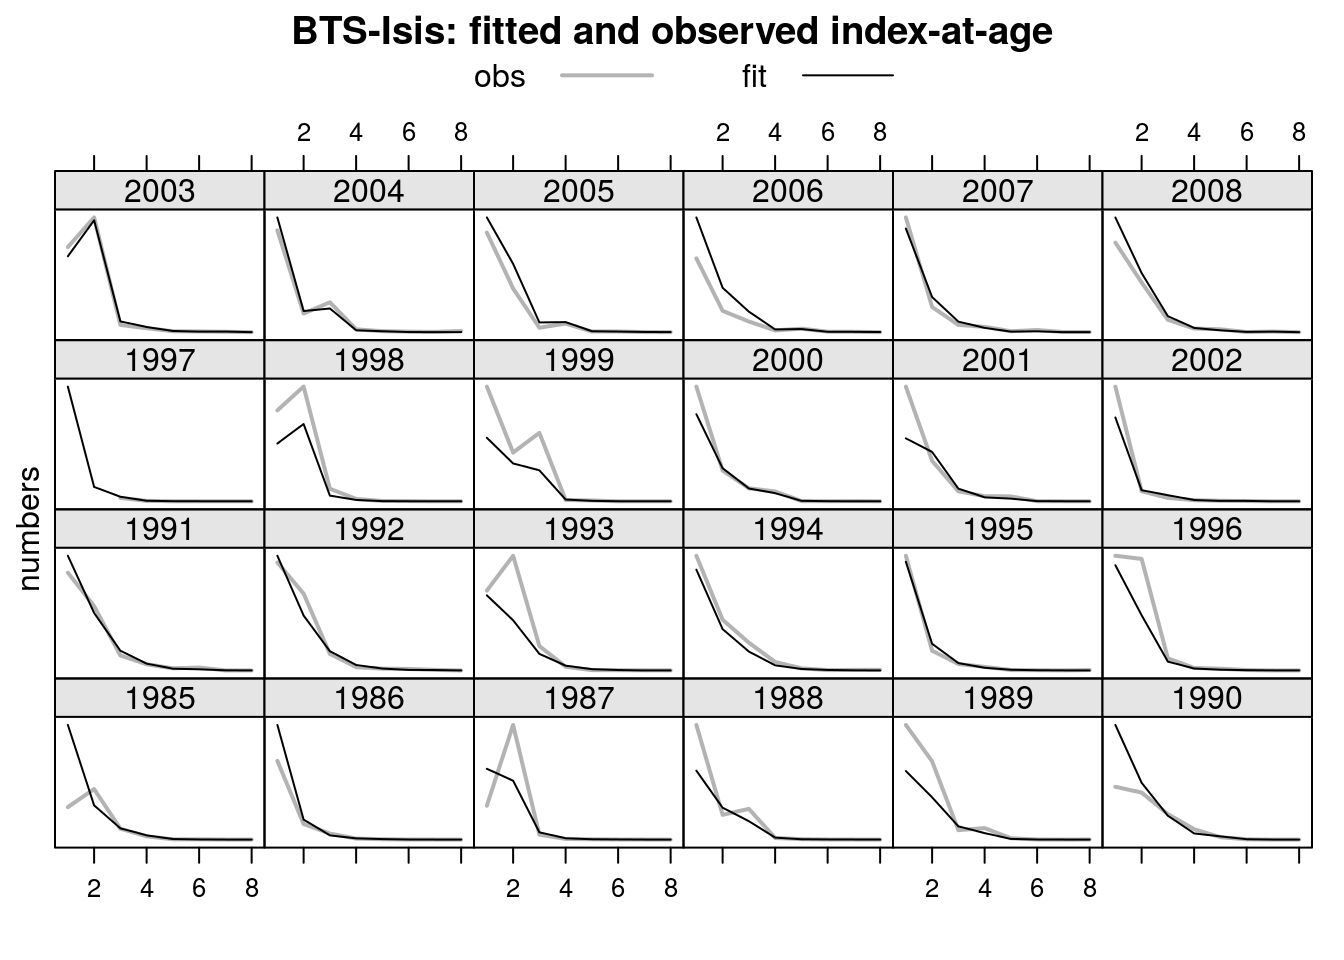 BTS-Isis: fitted and observed index-at-age
obs fit
2 4 6 8 2 4 6 8 2 4 6 8
2003 2004 2005 2006 2007 2008
1997 1998 1999 2000 2001 2002
numbers
1991 1992 1993 1994 1995 1996
1985 1986 1987 1988 1989 1990
2 4 6 8 2 4 6 8 2 4 6 8